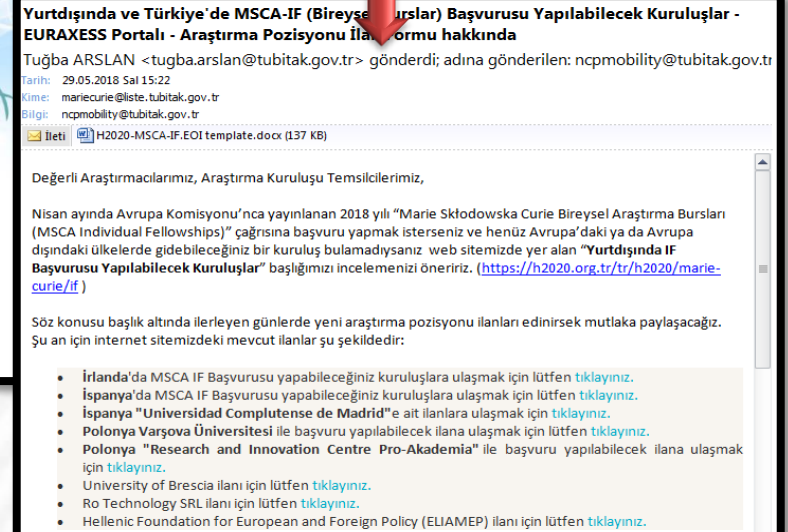 Yurtdışında ve Türkiye'de MSCA-IF (Bireysel Burslar) Başvurusu Yapılabilecek Kuruluşlar -
EURAXESS Portalı - Araştırma Pozisyonu İlan Formu hakkında
Tuğba ARSLAN <tugba.arslan@tubitak.gov.tr> gönderdi; adına gönderilen: ncpmobility@tubitak.gov.tr
Tarih: 29.05.2018 Sal 15:22
Kime: mariecurie@liste.tubitak.gov.tr
Bilgi: ncpmobility@tubitak.gov.tr
İleti H2020-MSCA-IF.EOI template.docx (137 KB)
Değerli Araştırmacılarımız, Araştırma Kuruluşu Temsilcilerimiz,
Nisan ayında Avrupa Komisyonu'nca yayınlanan 2018 yılı “Marie Skłodowska Curie Bireysel Araştırma Bursları
(MSCA Individual Fellowships)” çağrısına başvuru yapmak isterseniz ve henüz Avrupa'daki ya da Avrupa
dışındaki ülkelerde gidebileceğiniz bir kuruluş bulamadıysanız web sitemizde yer alan “Yurtdışında IF
Başvurusu Yapılabilecek Kuruluşlar” başlığımızı incelemenizi öneririz. (https://h2020.org.tr/tr/h2020/marie-
curie/if )
Söz konusu başlık altında ilerleyen günlerde yeni araştırma pozisyonu ilanları edinirsek mutlaka paylaşacağız.
Şu an için internet sitemizdeki mevcut ilanlar şu şekildedir:
• İrlanda'da MSCA IF Başvurusu yapabileceğiniz kuruluşlara ulaşmak için lütfen tıklayınız.
• İspanya'da MSCA IF Başvurusu yapabileceğiniz kuruluşlara ulaşmak için lütfen tıklayınız.
• İspanya "Universidad Complutense de Madrid"e ait ilanlara ulaşmak için tıklayınız.
• Polonya Varşova Üniversitesi ile başvuru yapılabilecek ilana ulaşmak için lütfen tıklayınız.
• Polonya "Research and Innovation Centre Pro-Akademia" ile başvuru yapılabilecek ilana ulaşmak
için tıklayınız.
• University of Brescia ilanı için lütfen tıklayınız.
• Ro Technology SRL ilanı için lütfen tıklayınız.
• Hellenic Foundation for European and Foreign Policy (ELIAMEP) ilanı için lütfen tıklayınız.